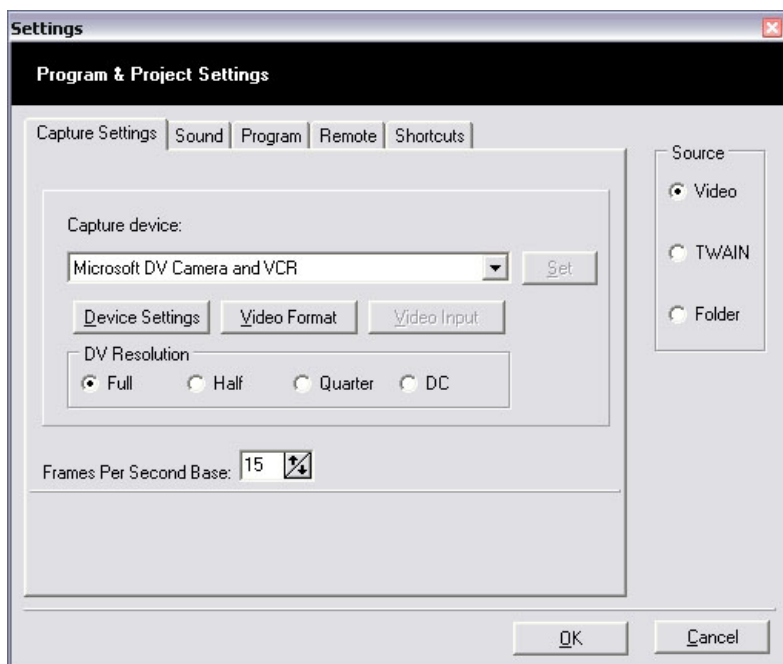 Settings
Program & Project Settings
Capture Settings
Sound
Program
Remote
Shortcuts
Capture device:
Microsoft DV Camera and VCR
Set
Device Settings
Video Format
Video Input
DV Resolution
Full
Half
Quarter
DC
Frames Per Second Base: 15
Source
Video
TWAIN
Folder
OK
Cancel